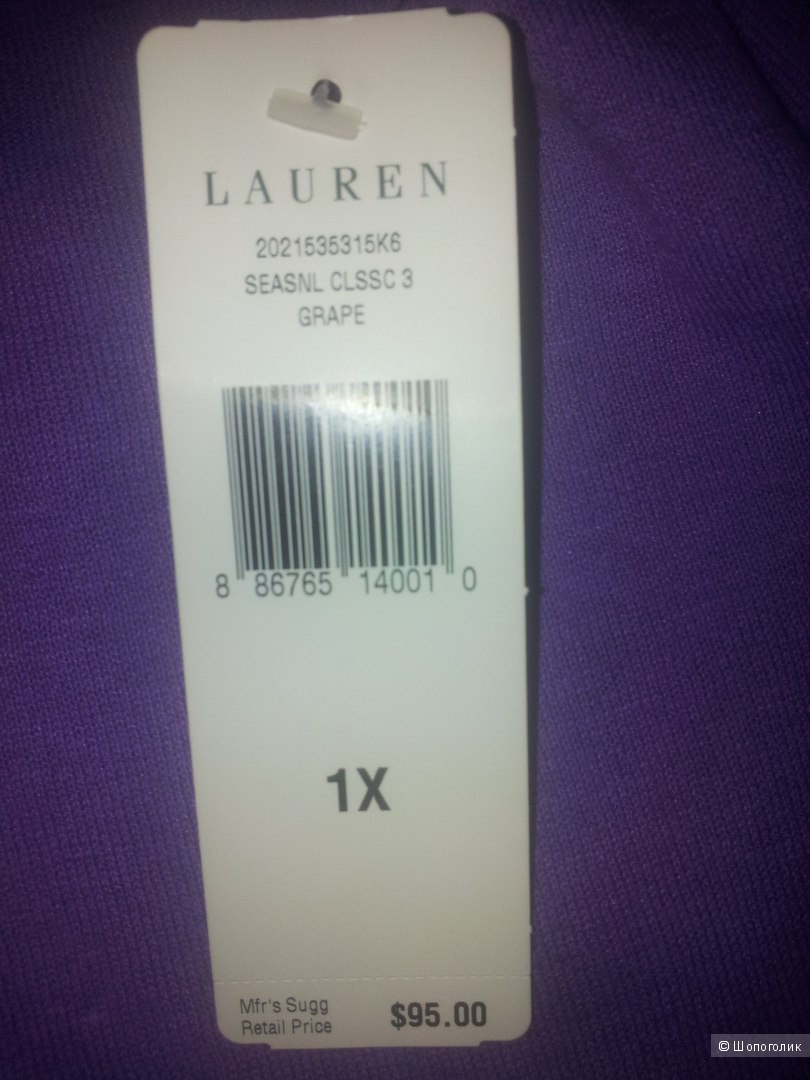 LAUREN
2021535315K6
SEASNL CLSSC 3
GRAPE
8 86765 14001 0
1X
Mfr's Sugg
Retail Price $95.00
© Шопоголик